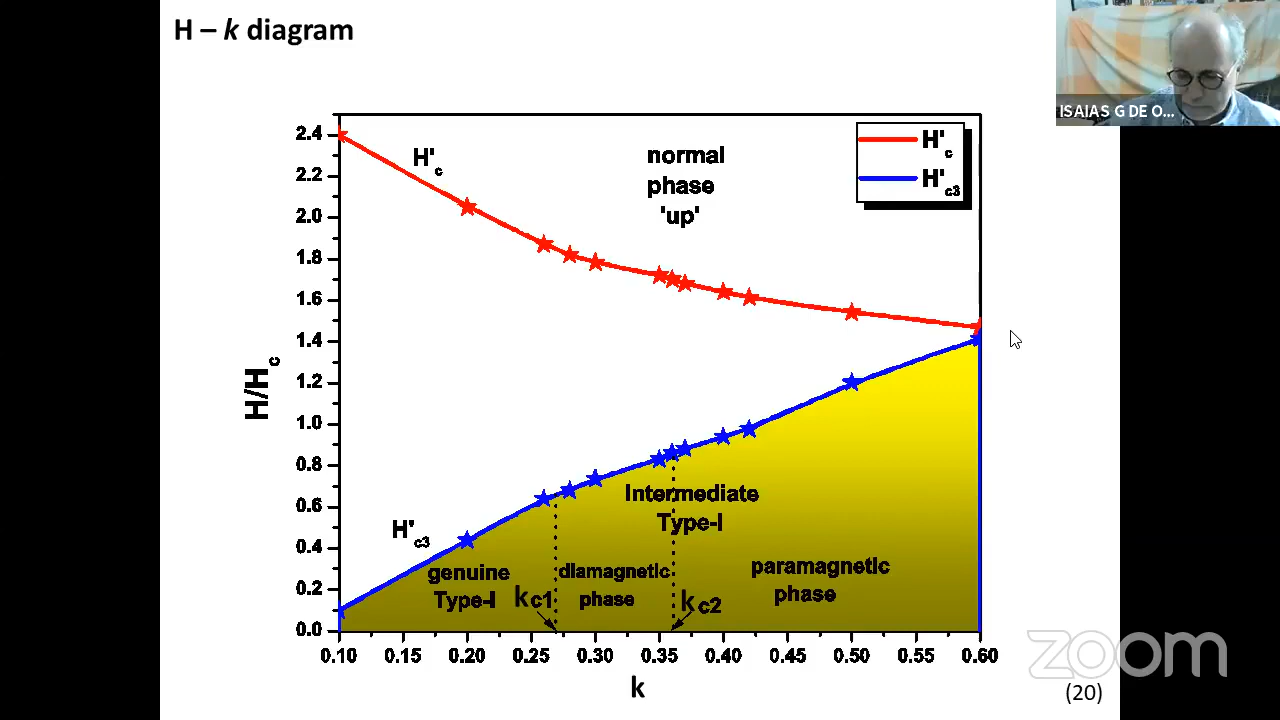 H – k diagram
ISAIAS G DE O...
2.4
2.2
2.0
1.8
1.6
1.4
1.2
1.0
0.8
0.6
0.4
0.2
0.0
H/Hc
H'c
normal
phase
'up'
H'c
H'c3
H'c3
Intermediate
Type-I
genuine
Type-I
kc1
diamagnetic
phase
kc2
paramagnetic
phase
0.10 0.15 0.20 0.25 0.30 0.35 0.40 0.45 0.50 0.55 0.60
k
zoom
(20)